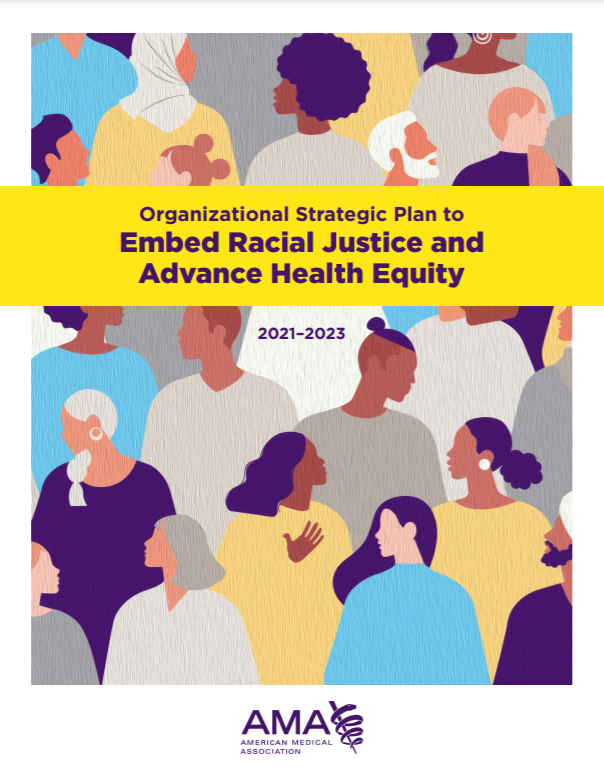 Organizational Strategic Plan to
Embed Racial Justice and
Advance Health Equity
2021–2023
AMA
AMERICAN MEDICAL
ASSOCIATION